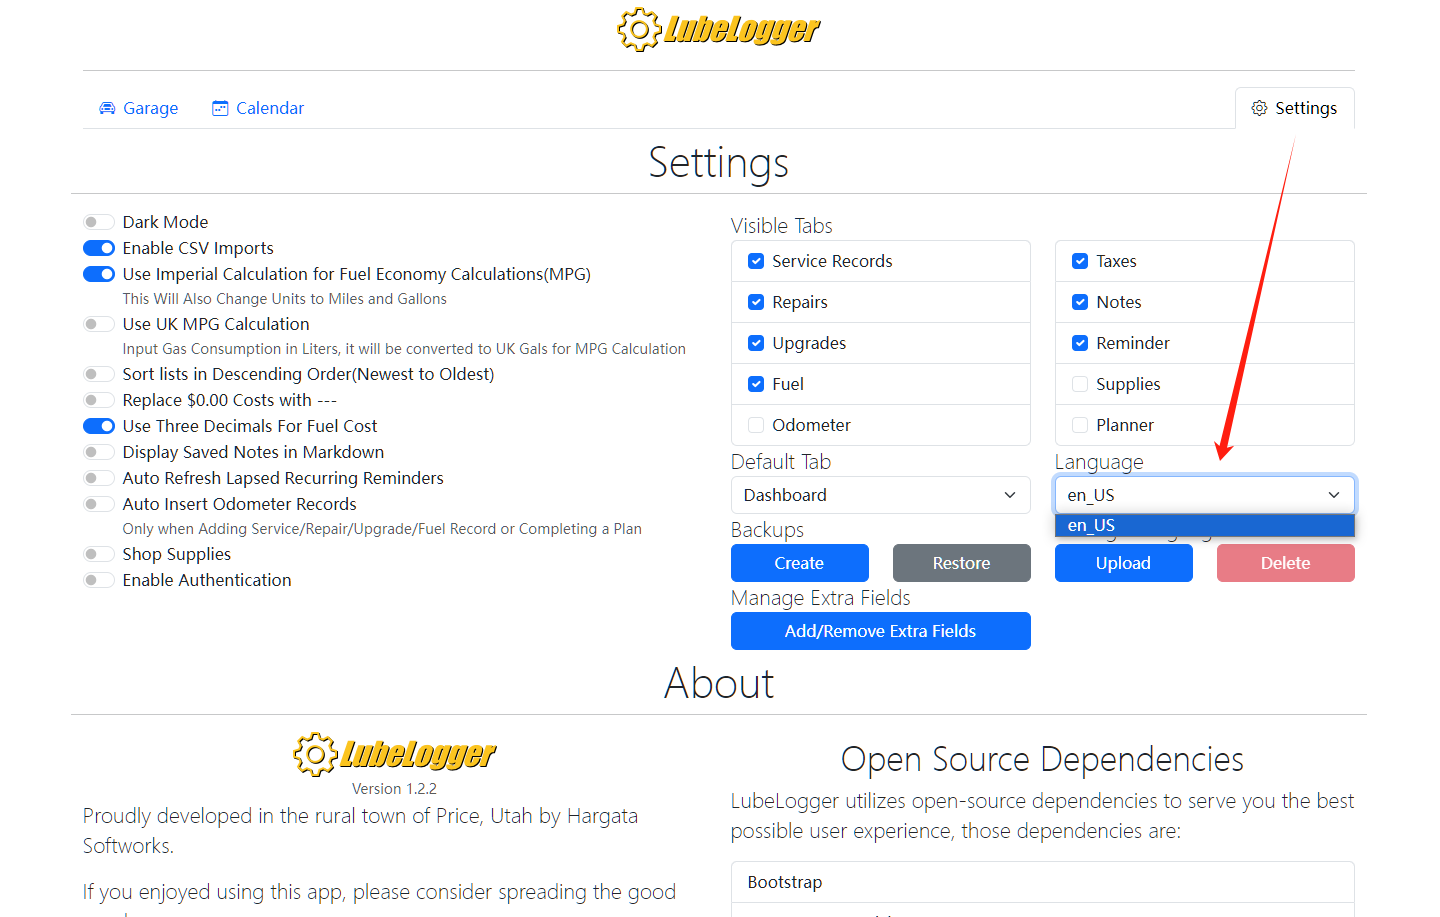 LubeLogger
Garage
Calendar
Settings
Settings
Dark Mode
Enable CSV Imports
Use Imperial Calculation for Fuel Economy Calculations(MPG)
This Will Also Change Units to Miles and Gallons
Use UK MPG Calculation
Input Gas Consumption in Liters, it will be converted to UK Gals for MPG Calculation
Sort lists in Descending Order(Newest to Oldest)
Replace $0.00 Costs with ---
Use Three Decimals For Fuel Cost
Display Saved Notes in Markdown
Auto Refresh Lapsed Recurring Reminders
Auto Insert Odometer Records
Only when Adding Service/Repair/Upgrade/Fuel Record or Completing a Plan
Shop Supplies
Enable Authentication
Visible Tabs
Service Records
Repairs
Upgrades
Fuel
Odometer
Taxes
Notes
Reminder
Supplies
Planner
Default Tab
Dashboard
Language
en_US
en_US
Backups
Create
Restore
Upload
Delete
Manage Extra Fields
Add/Remove Extra Fields
About
LubeLogger
Version 1.2.2
Proudly developed in the rural town of Price, Utah by Hargata
Softworks.
If you enjoyed using this app, please consider spreading the good
Open Source Dependencies
LubeLogger utilizes open-source dependencies to serve you the best
possible user experience, those dependencies are:
Bootstrap